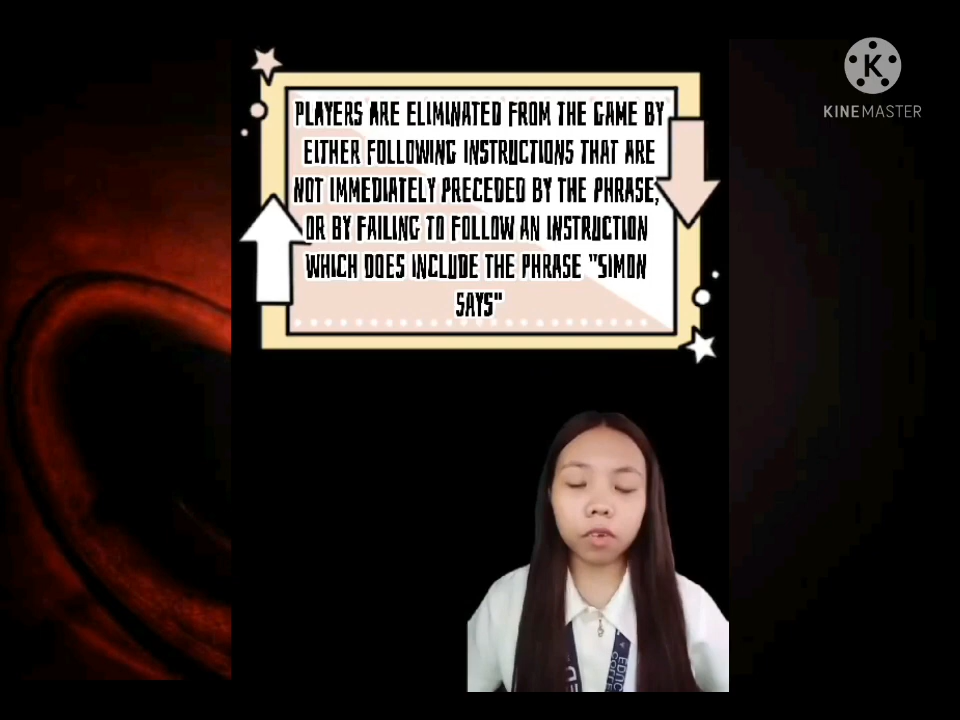 PLAYERS ARE ELIMINATED FROM THE GAME BY
EITHER FOLLOWING INSTRUCTIONS THAT ARE
NOT IMMEDIATELY PRECEDED BY THE PHRASE,
OR BY FAILING TO FOLLOW AN INSTRUCTION
WHICH DOES INCLUDE THE PHRASE "SIMON
SAYS"
K
KINEMASTER